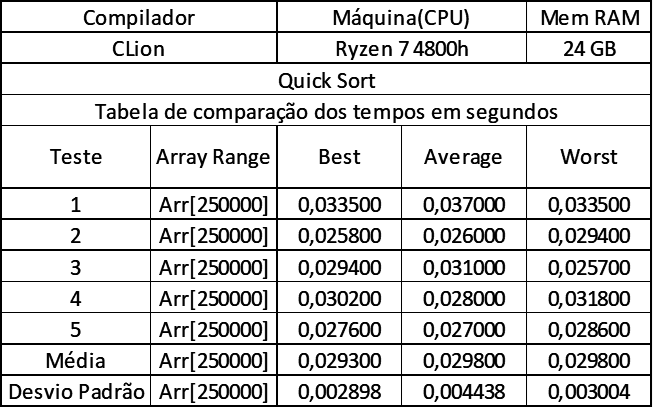 Compilador Máquina(CPU) Mem RAM
CLion Ryzen 7 4800h 24 GB
Quick Sort
Tabela de comparação dos tempos em segundos
Teste Array Range Best Average Worst
1 Arr[250000] 0,033500 0,037000 0,033500
2 Arr[250000] 0,025800 0,026000 0,029400
3 Arr[250000] 0,029400 0,031000 0,025700
4 Arr[250000] 0,030200 0,028000 0,031800
5 Arr[250000] 0,027600 0,027000 0,028600
Média Arr[250000] 0,029300 0,029800 0,029800
Desvio Padrão Arr[250000] 0,002898 0,004438 0,003004